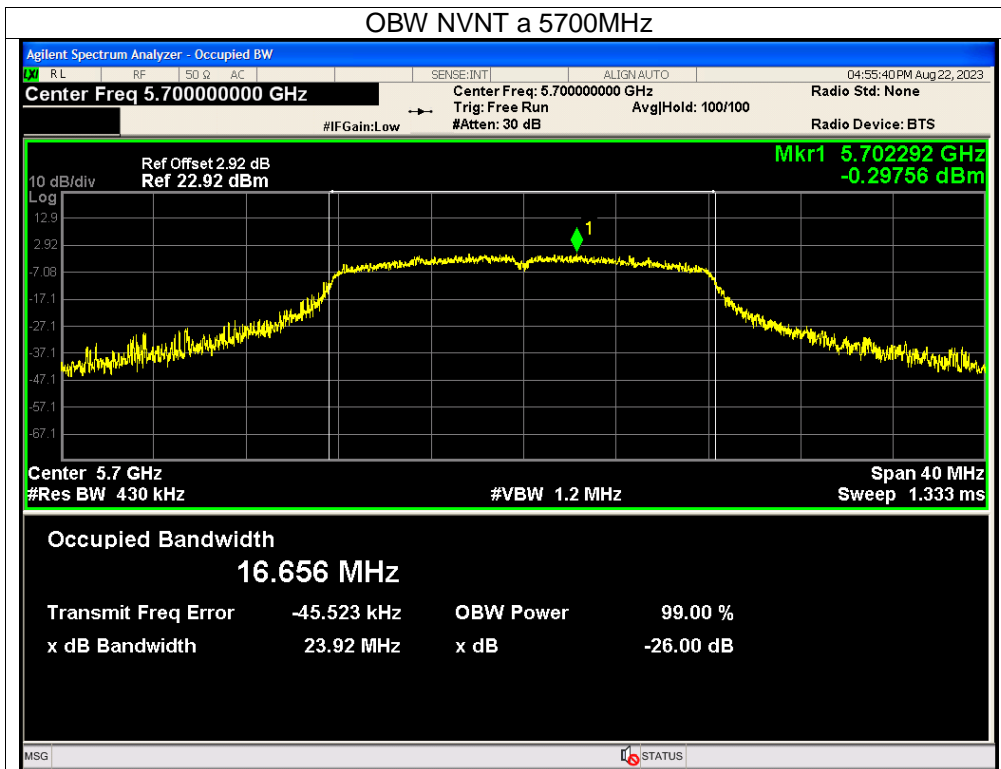 OBW NVNT a 5700MHz
Agilent Spectrum Analyzer - Occupied BW
LXI RL RF 50 Ω AC SENSE:INT ALIGN AUTO 04:55:40 PM Aug 22, 2023
Center Freq 5.700000000 GHz Center Freq: 5.700000000 GHz Radio Std: None
Trig: Free Run Avg|Hold: 100/100
#IFGain:Low #Atten: 30 dB Radio Device: BTS
Ref Offset 2.92 dB Mkr1 5.702292 GHz
10 dB/div Ref 22.92 dBm -0.29756 dBm
Log
12.9
1
2.92
-7.08
-17.1
-27.1
-37.1
-47.1
-57.1
-67.1
Center 5.7 GHz Span 40 MHz
#Res BW 430 kHz #VBW 1.2 MHz Sweep 1.333 ms
Occupied Bandwidth
16.656 MHz
Transmit Freq Error -45.523 kHz OBW Power 99.00 %
x dB Bandwidth 23.92 MHz x dB -26.00 dB
MSG STATUS